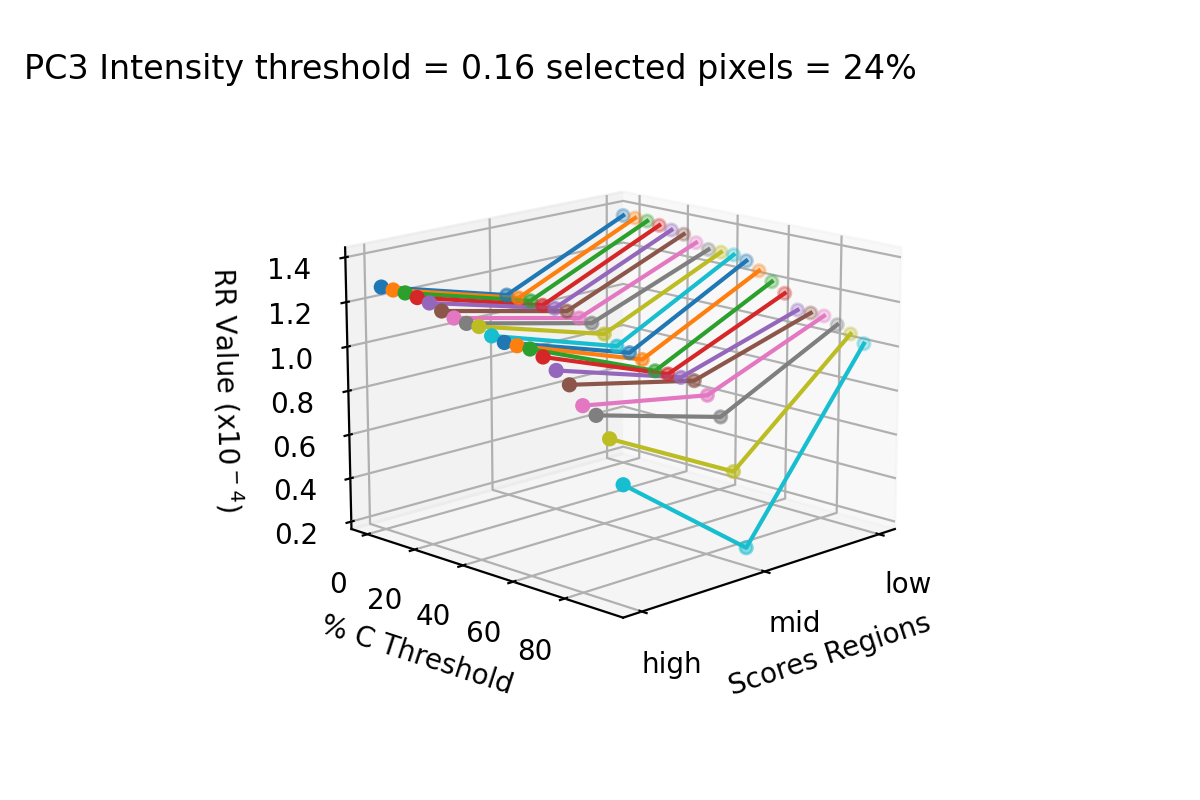 PC3 Intensity threshold = 0.16 selected pixels = 24%
RR Value (x10⁻⁴)
1.4
1.2
1.0
0.8
0.6
0.4
0.2
0
20
40
60
80
% C Threshold
high
mid
low
Scores Regions